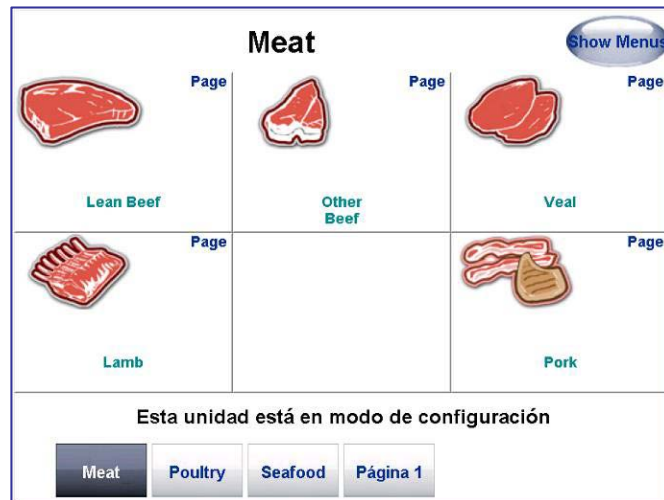 Meat
Show Menus
Page
Page
Page
Lean Beef
Other
Beef
Veal
Page
Page
Lamb
Pork
Esta unidad está en modo de configuración
Meat
Poultry
Seafood
Página 1